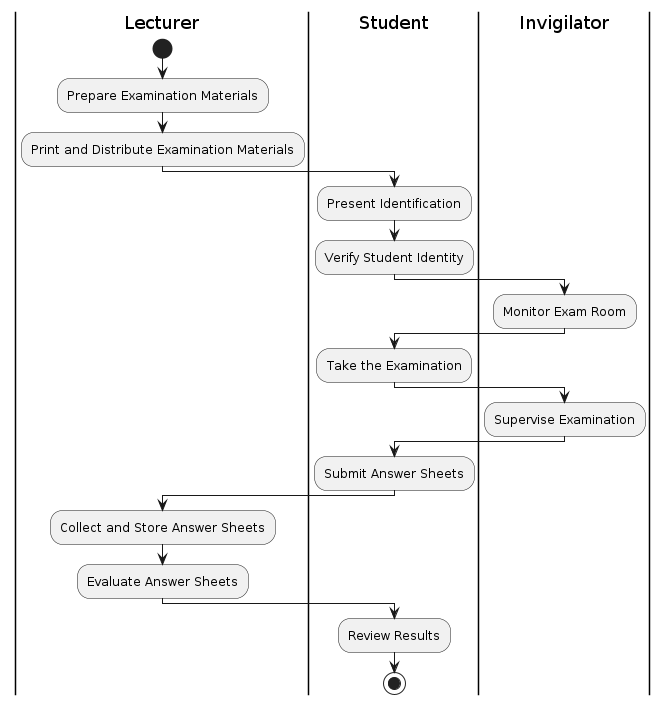 Lecturer
Student
Invigilator
Prepare Examination Materials
Print and Distribute Examination Materials
Present Identification
Verify Student Identity
Monitor Exam Room
Take the Examination
Supervise Examination
Submit Answer Sheets
Collect and Store Answer Sheets
Evaluate Answer Sheets
Review Results